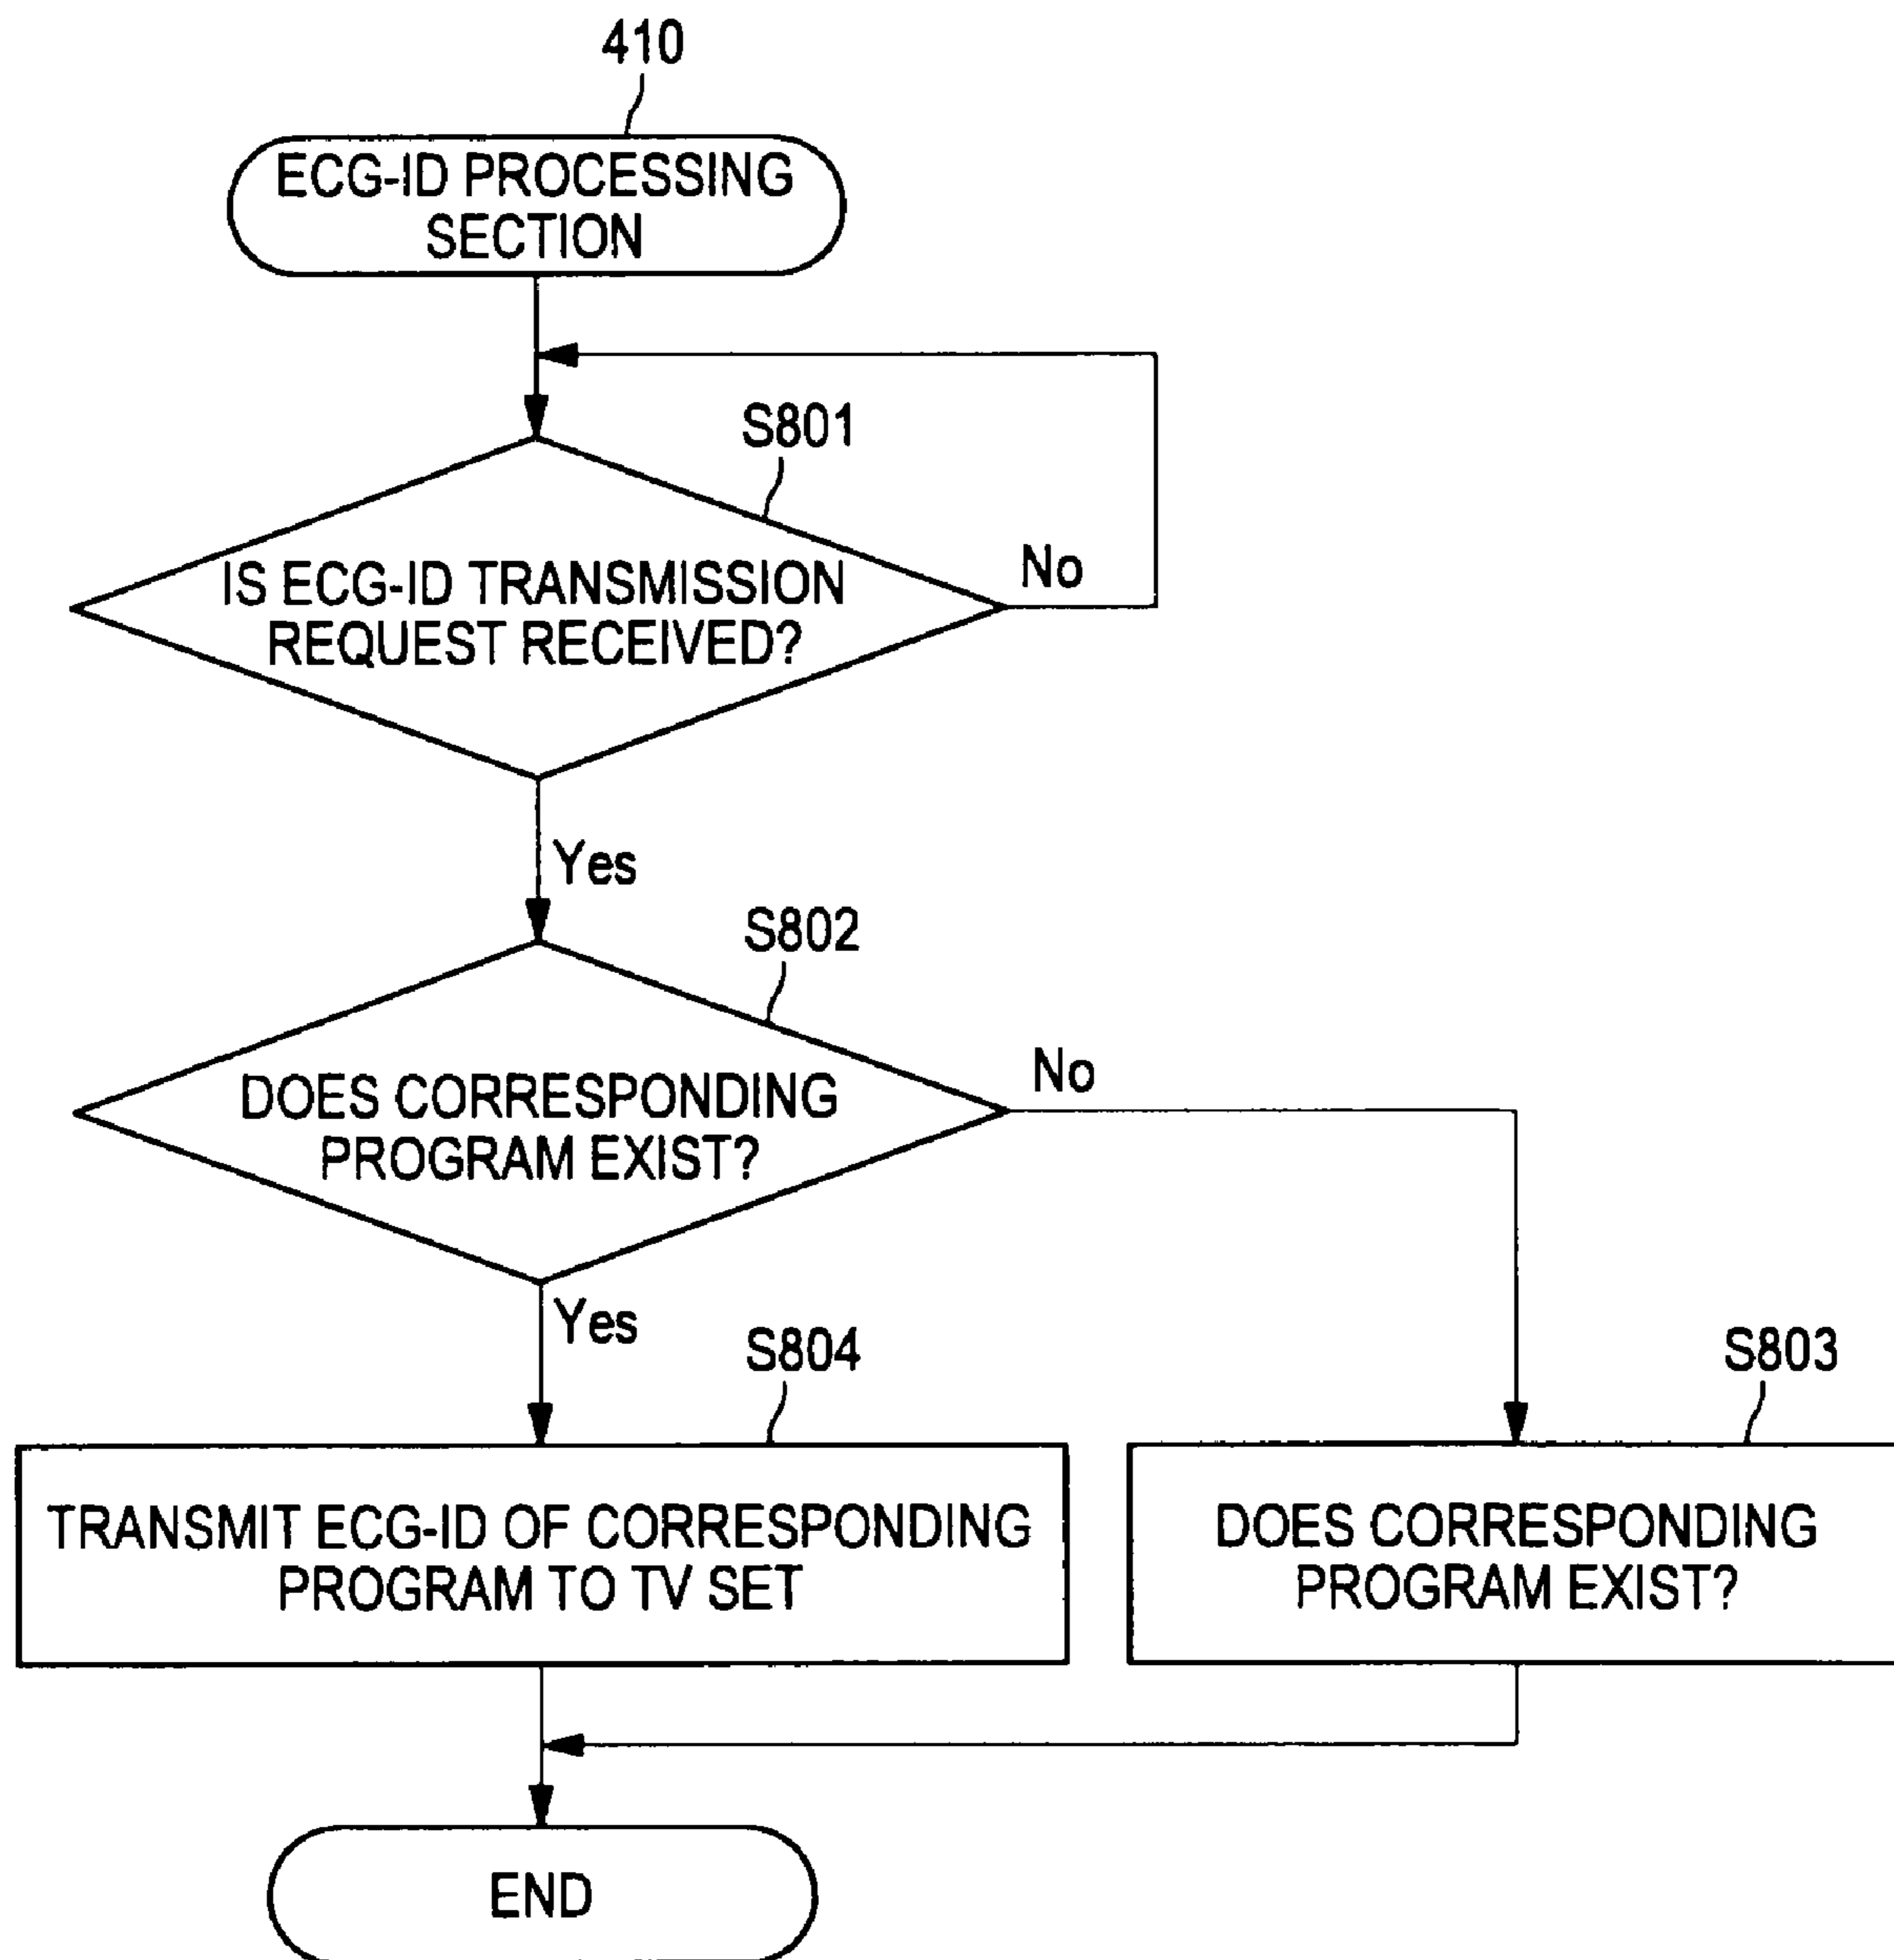 410
ECG-ID PROCESSING
SECTION
S801
IS ECG-ID TRANSMISSION
REQUEST RECEIVED?
No
Yes
S802
DOES CORRESPONDING
PROGRAM EXIST?
No
Yes
S804
TRANSMIT ECG-ID OF CORRESPONDING
PROGRAM TO TV SET
S803
DOES CORRESPONDING
PROGRAM EXIST?
END